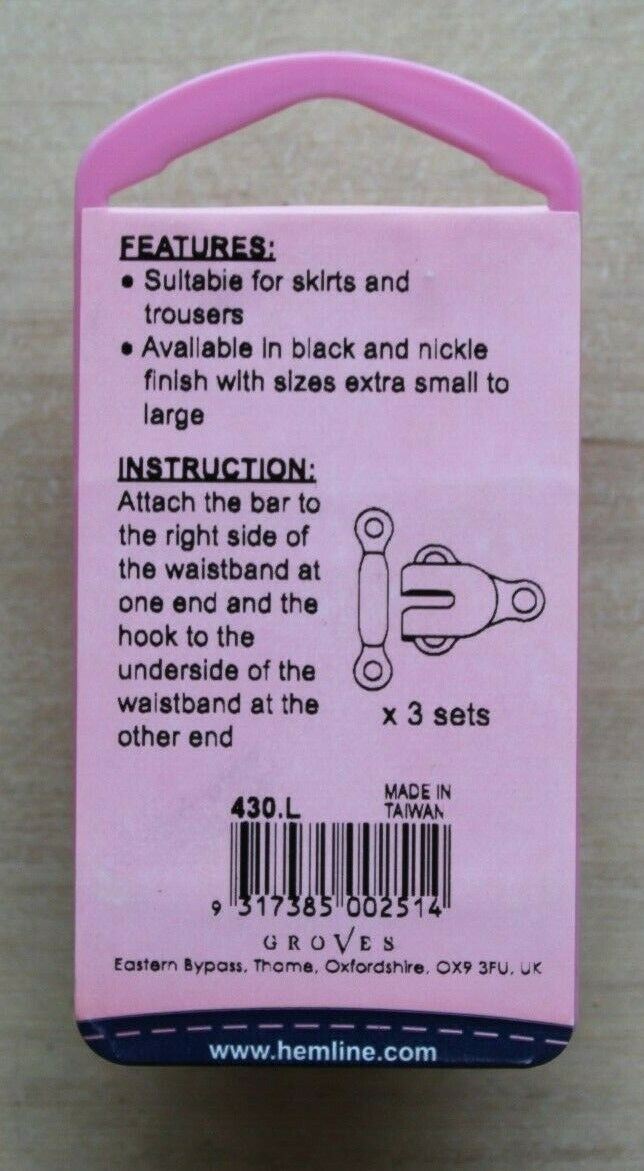 FEATURES:
• Suitable for skirts and
trousers
• Available in black and nickle
finish with sizes extra small to
large
INSTRUCTION:
Attach the bar to
the right side of
the waistband at
one end and the
hook to the
underside of the
waistband at the
other end
x 3 sets
430.L
MADE IN
TAIWAN
9 317385 002514
GROVES
Eastern Bypass, Thame, Oxfordshire, OX9 3FU, UK
www.hemline.com